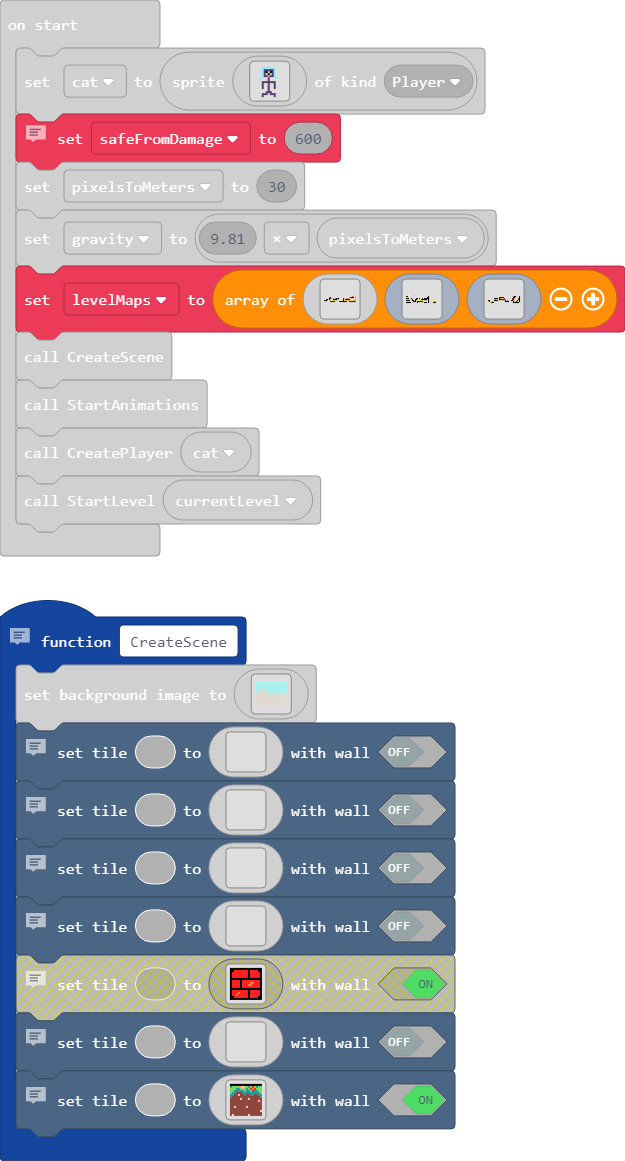 on start
set cat to sprite of kind Player
set safeFromDamage to 600
set pixelsToMeters to 30
set gravity to 9.81 × pixelsToMeters
set levelMaps to array of
call CreateScene
call StartAnimations
call CreatePlayer cat
call StartLevel currentLevel
function CreateScene
set background image to
set tile to with wall OFF
set tile to with wall OFF
set tile to with wall OFF
set tile to with wall OFF
set tile to with wall ON
set tile to with wall OFF
set tile to with wall ON